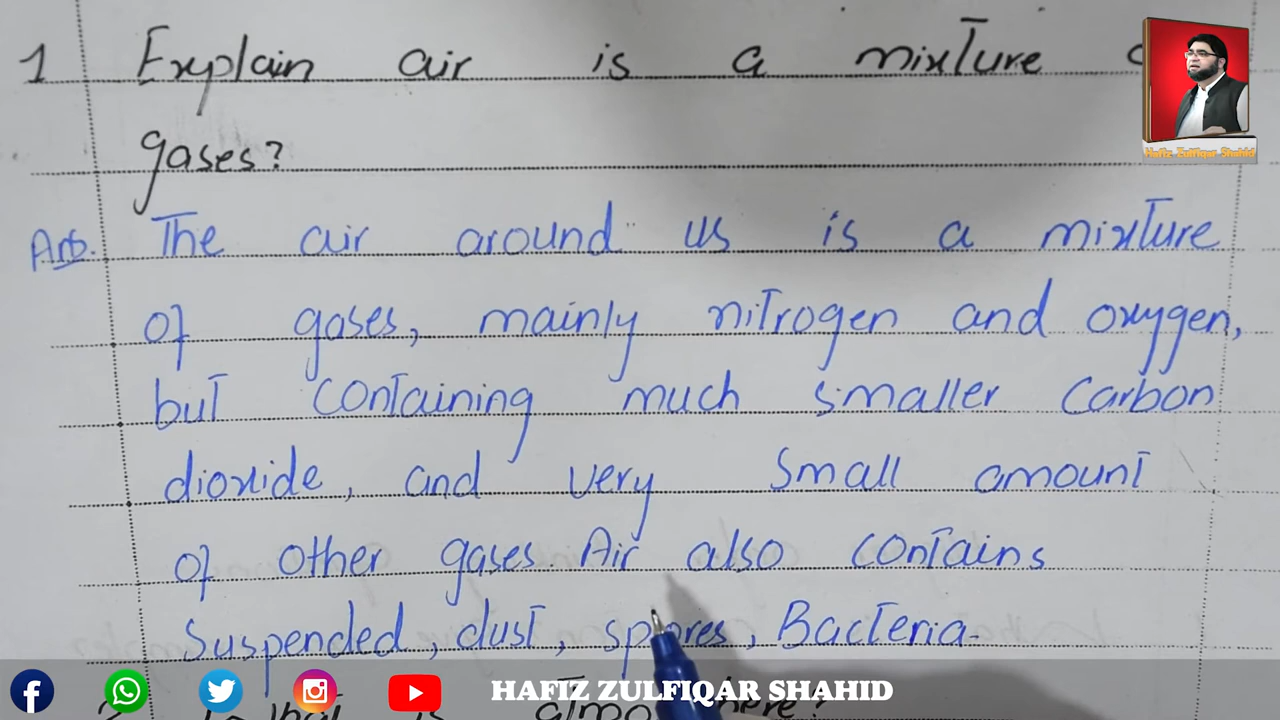 1 Explain air is a mixture
gases?
Ans. The air around us is a mixture
of gases, mainly nitrogen and oxygen,
but containing much smaller carbon
dioxide, and very small amount
of other gases. Air also contains
suspended, dust, spores, Bacteria.
is
Hafiz Zulfiqar Shahid
HAFIZ ZULFIQAR SHAHID